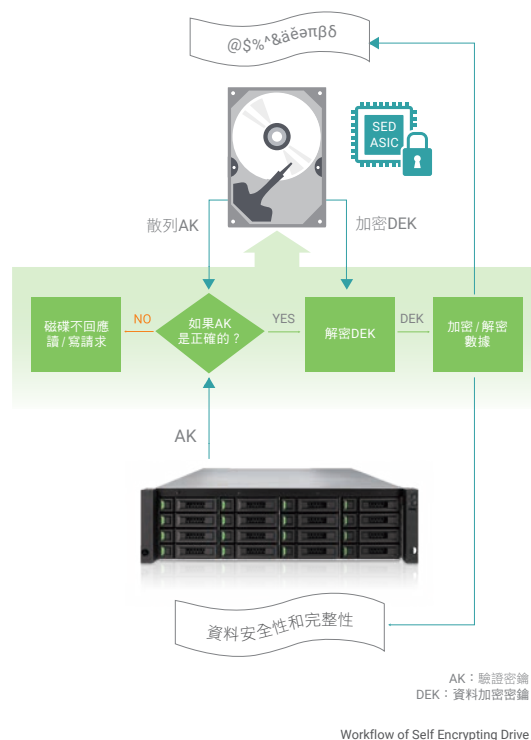 @$%^&äěəπβδ
SED
ASIC
散列AK
加密DEK
磁碟不回應
讀/寫請求
NO
如果AK
是正確的？
YES
解密DEK
DEK
加密/解密
數據
AK
資料安全性和完整性
AK：驗證密鑰
DEK：資料加密密鑰
Workflow of Self Encrypting Drive